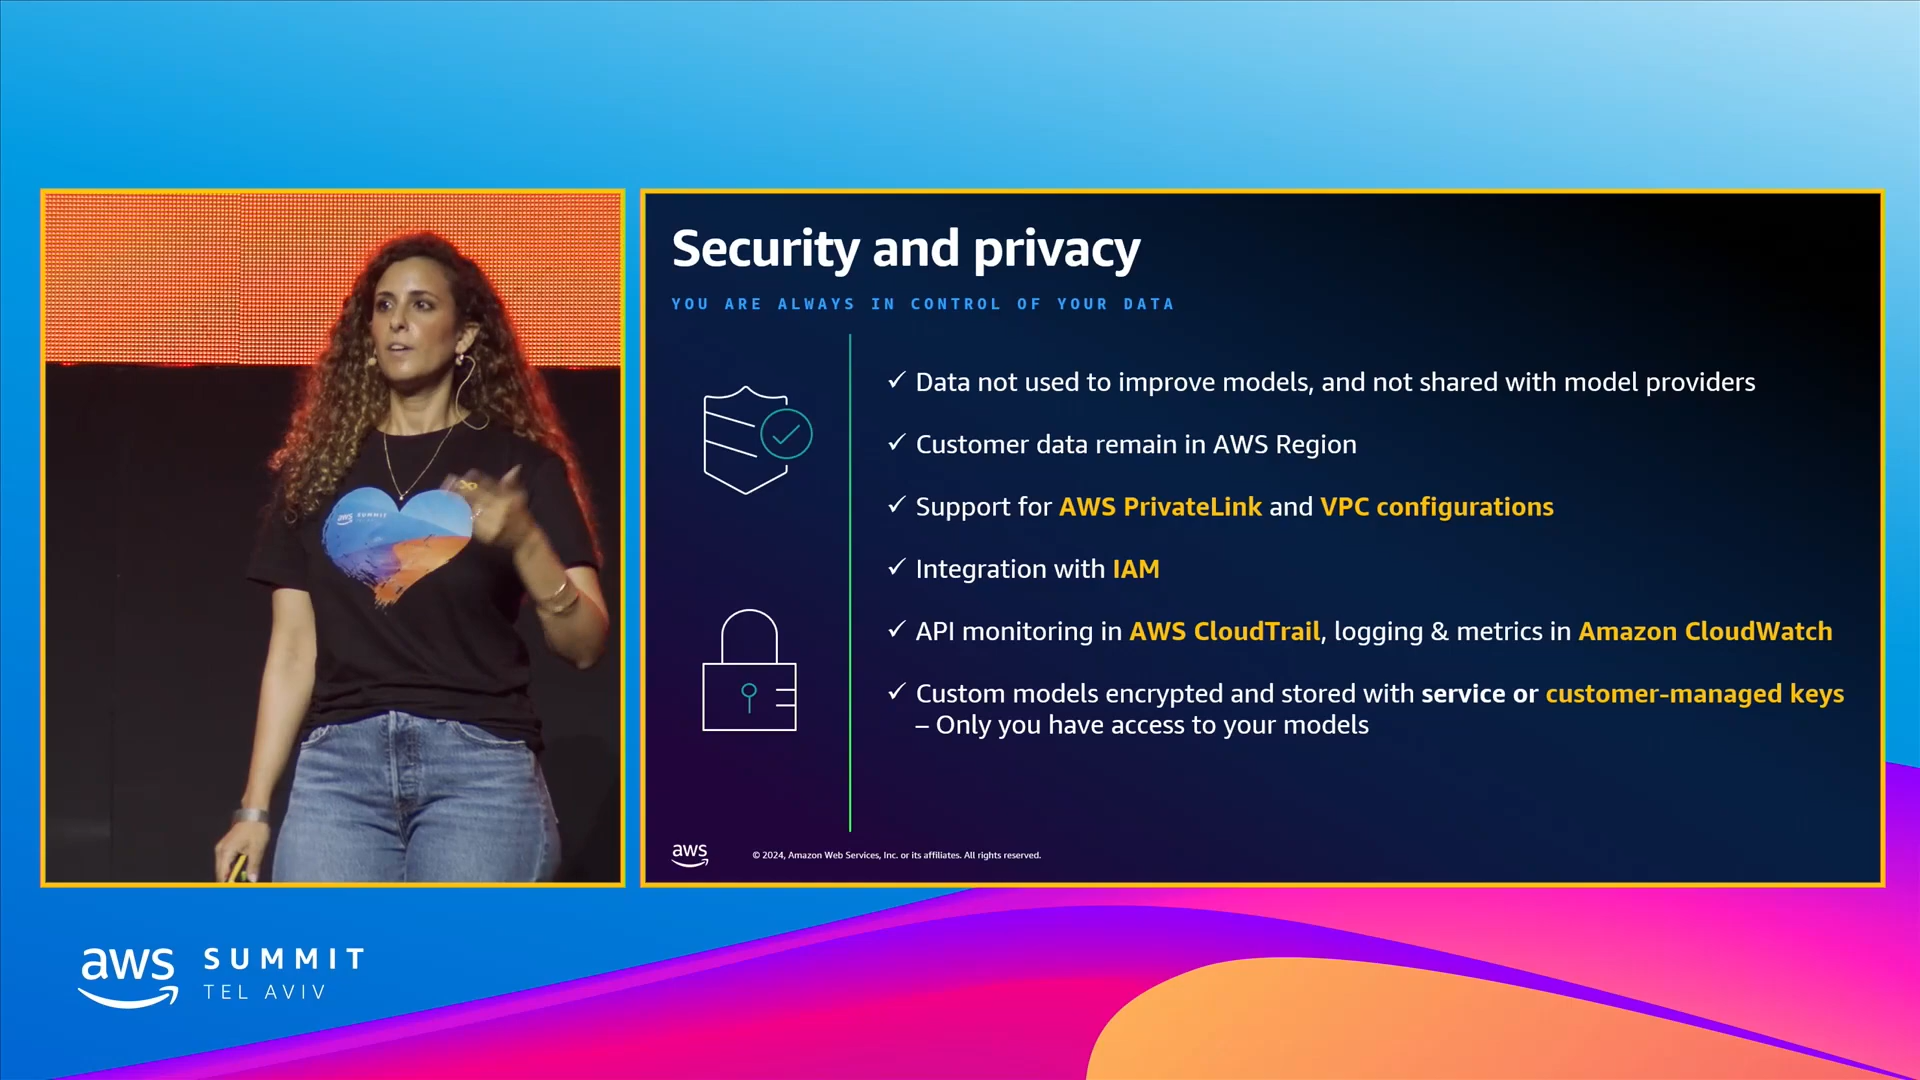 Security and privacy
YOU ARE ALWAYS IN CONTROL OF YOUR DATA
✓ Data not used to improve models, and not shared with model providers
✓ Customer data remain in AWS Region
✓ Support for AWS PrivateLink and VPC configurations
✓ Integration with IAM
✓ API monitoring in AWS CloudTrail, logging & metrics in Amazon CloudWatch
✓ Custom models encrypted and stored with service or customer-managed keys
– Only you have access to your models
aws
© 2024, Amazon Web Services, Inc. or its affiliates. All rights reserved.
aws SUMMIT
aws SUMMIT
TEL AVIV